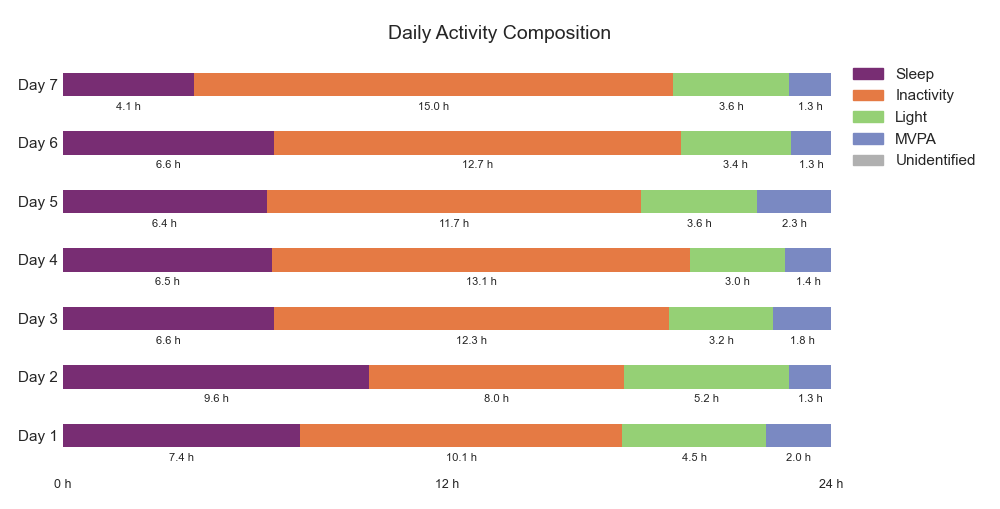 Daily Activity Composition
Day 7
4.1 h 15.0 h 3.6 h 1.3 h
Day 6
6.6 h 12.7 h 3.4 h 1.3 h
Day 5
6.4 h 11.7 h 3.6 h 2.3 h
Day 4
6.5 h 13.1 h 3.0 h 1.4 h
Day 3
6.6 h 12.3 h 3.2 h 1.8 h
Day 2
9.6 h 8.0 h 5.2 h 1.3 h
Day 1
7.4 h 10.1 h 4.5 h 2.0 h
0 h 12 h 24 h
Sleep
Inactivity
Light
MVPA
Unidentified